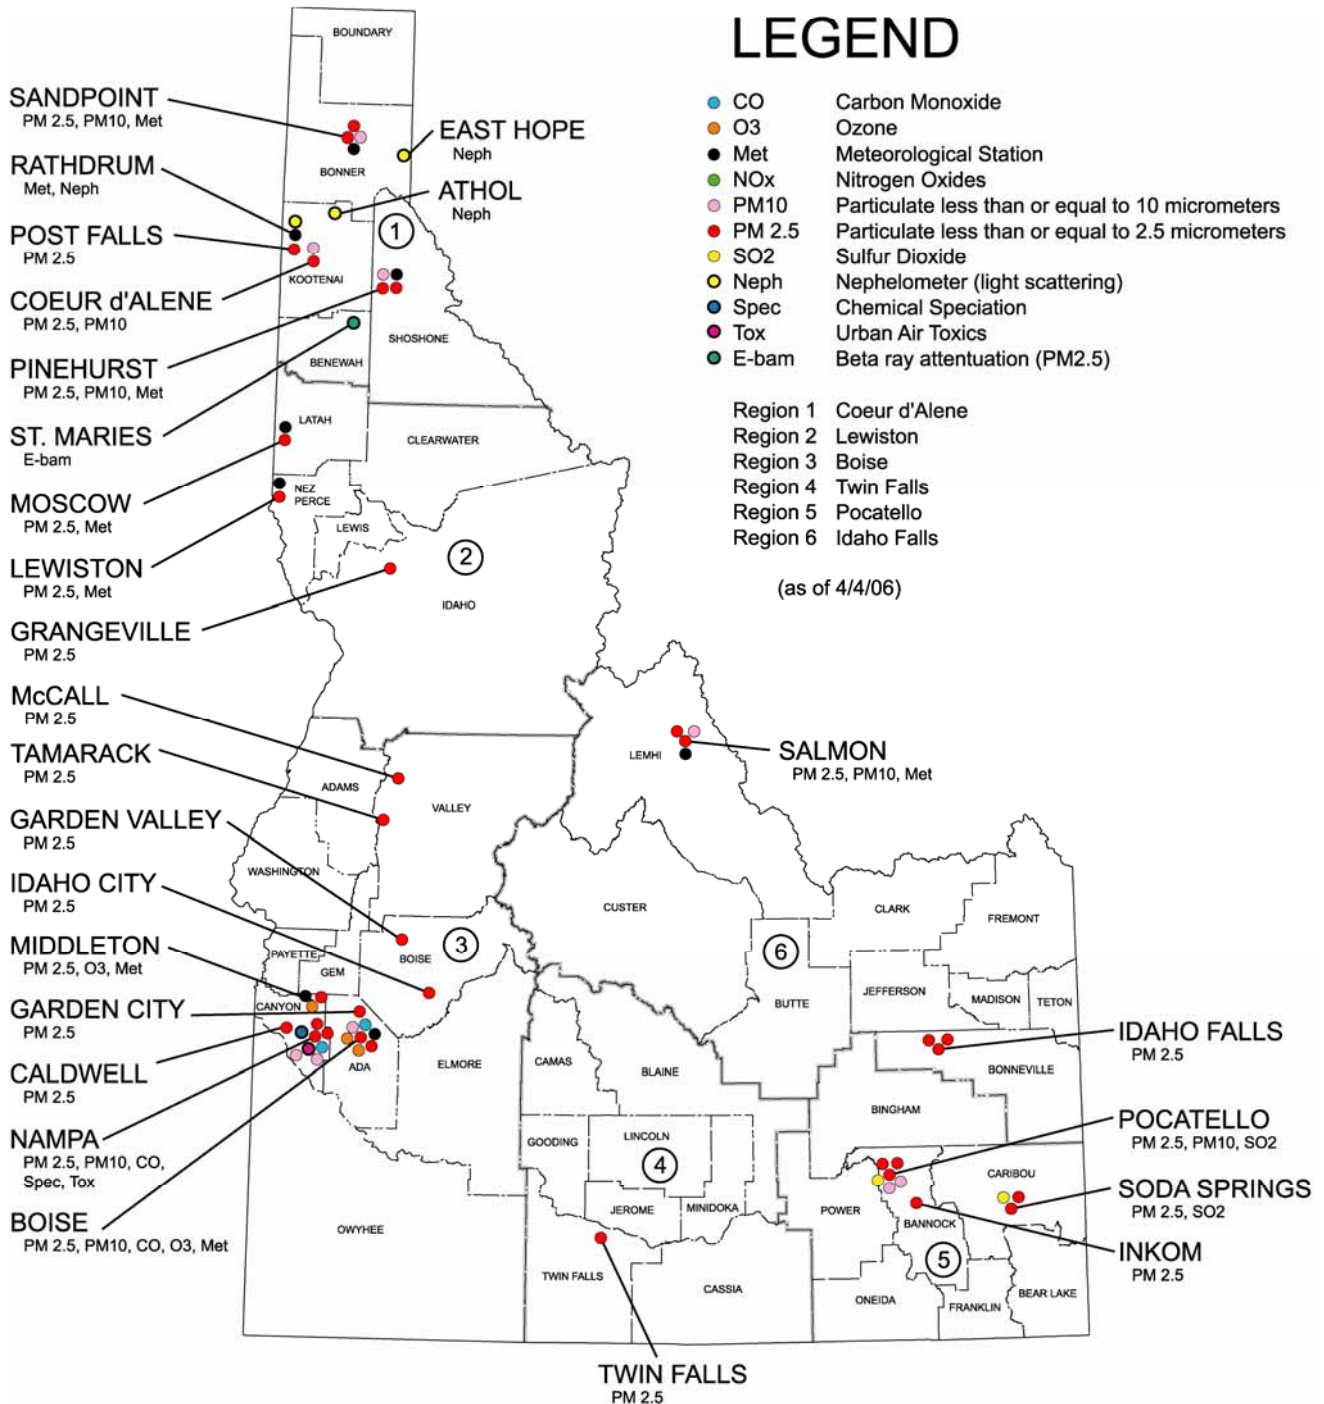 LEGEND
CO Carbon Monoxide
O3 Ozone
Met Meteorological Station
NOx Nitrogen Oxides
PM10 Particulate less than or equal to 10 micrometers
PM 2.5 Particulate less than or equal to 2.5 micrometers
SO2 Sulfur Dioxide
Neph Nephelometer (light scattering)
Spec Chemical Speciation
Tox Urban Air Toxics
E-bam Beta ray attentuation (PM2.5)
Region 1 Coeur d'Alene
Region 2 Lewiston
Region 3 Boise
Region 4 Twin Falls
Region 5 Pocatello
Region 6 Idaho Falls
(as of 4/4/06)
SANDPOINT
PM 2.5, PM10, Met
RATHDRUM
Met, Neph
POST FALLS
PM 2.5
COEUR d'ALENE
PM 2.5, PM10
PINEHURST
PM 2.5, PM10, Met
ST. MARIES
E-bam
MOSCOW
PM 2.5, Met
LEWISTON
PM 2.5, Met
GRANGEVILLE
PM 2.5
McCALL
PM 2.5
TAMARACK
PM 2.5
GARDEN VALLEY
PM 2.5
IDAHO CITY
PM 2.5
MIDDLETON
PM 2.5, O3, Met
GARDEN CITY
PM 2.5
CALDWELL
PM 2.5
NAMPA
PM 2.5, PM10, CO,
Spec, Tox
BOISE
PM 2.5, PM10, CO, O3, Met
EAST HOPE
Neph
ATHOL
Neph
SALMON
PM 2.5, PM10, Met
IDAHO FALLS
PM 2.5
POCATELLO
PM 2.5, PM10, SO2
SODA SPRINGS
PM 2.5, SO2
INKOM
PM 2.5
TWIN FALLS
PM 2.5
BOUNDARY
BONNER
1
KOOTENAI
SHOSHONE
BENEWAH
LATAH
CLEARWATER
NEZ
PERCE
LEWIS
2
IDAHO
LEMHI
ADAMS
VALLEY
WASHINGTON
CUSTER
CLARK
FREMONT
PAYETTE
GEM
BOISE
3
6
BUTTE
JEFFERSON
MADISON
TETON
CANYON
ADA
ELMORE
CAMAS
BLAINE
BONNEVILLE
BINGHAM
GOODING
LINCOLN
4
CARIBOU
JEROME
MINIDOKA
POWER
BANNOCK
OWYHEE
5
TWIN FALLS
CASSIA
ONEIDA
FRANKLIN
BEAR LAKE